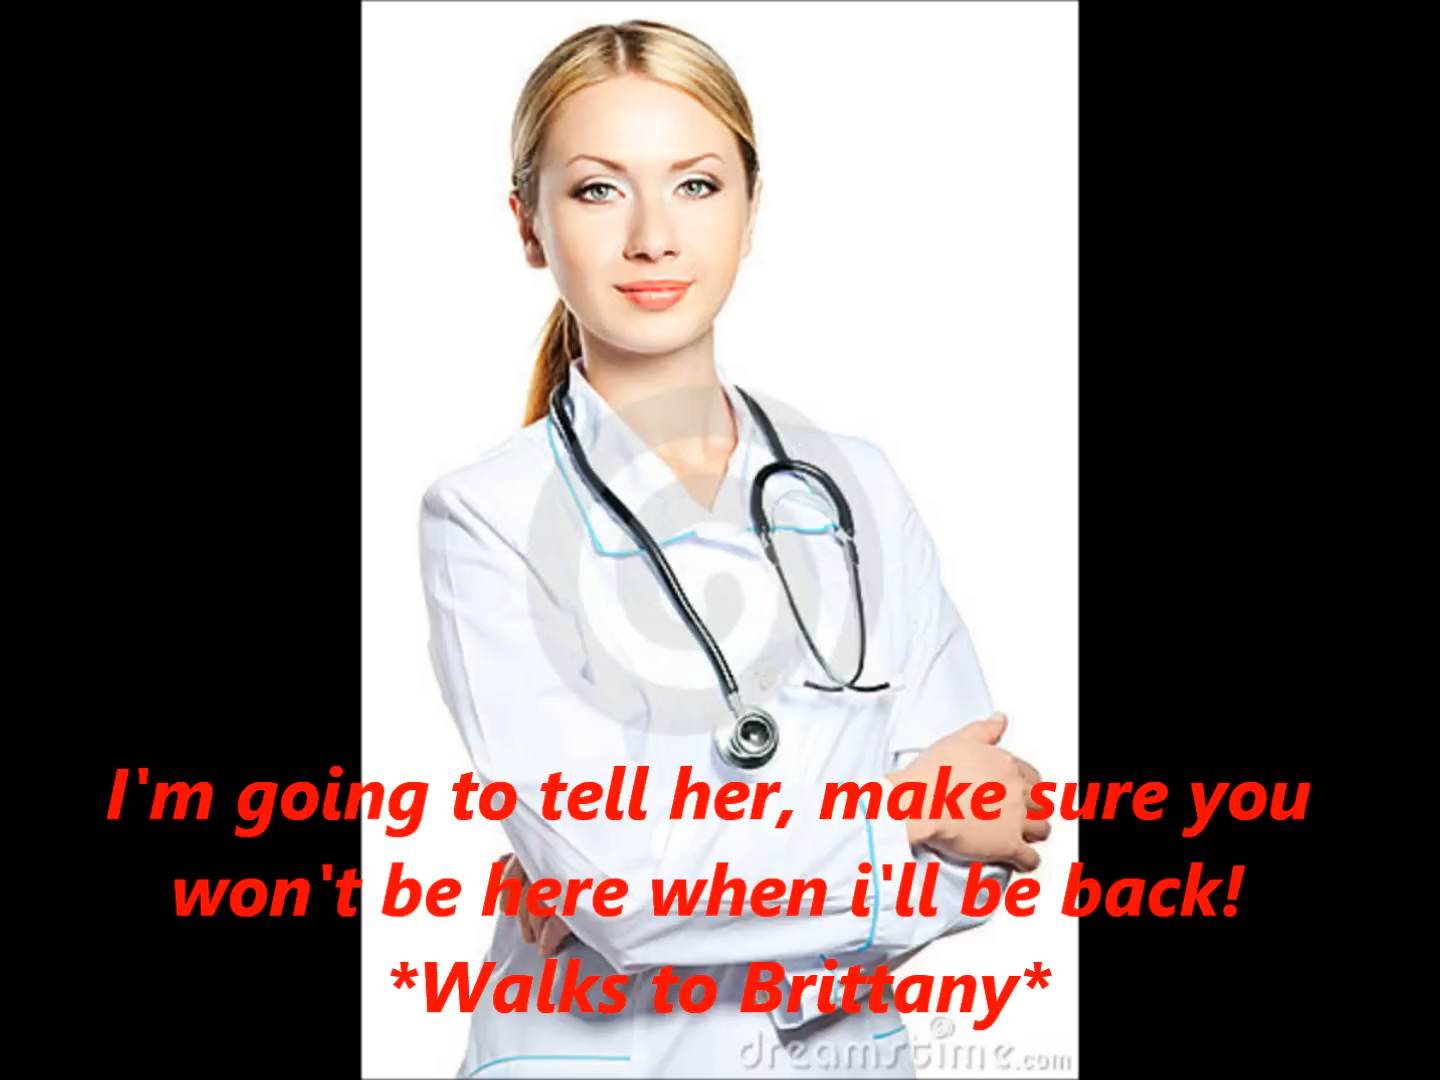 I'm going to tell her, make sure you
won't be here when i'll be back!
*Walks to Brittany*
dreamstime.com